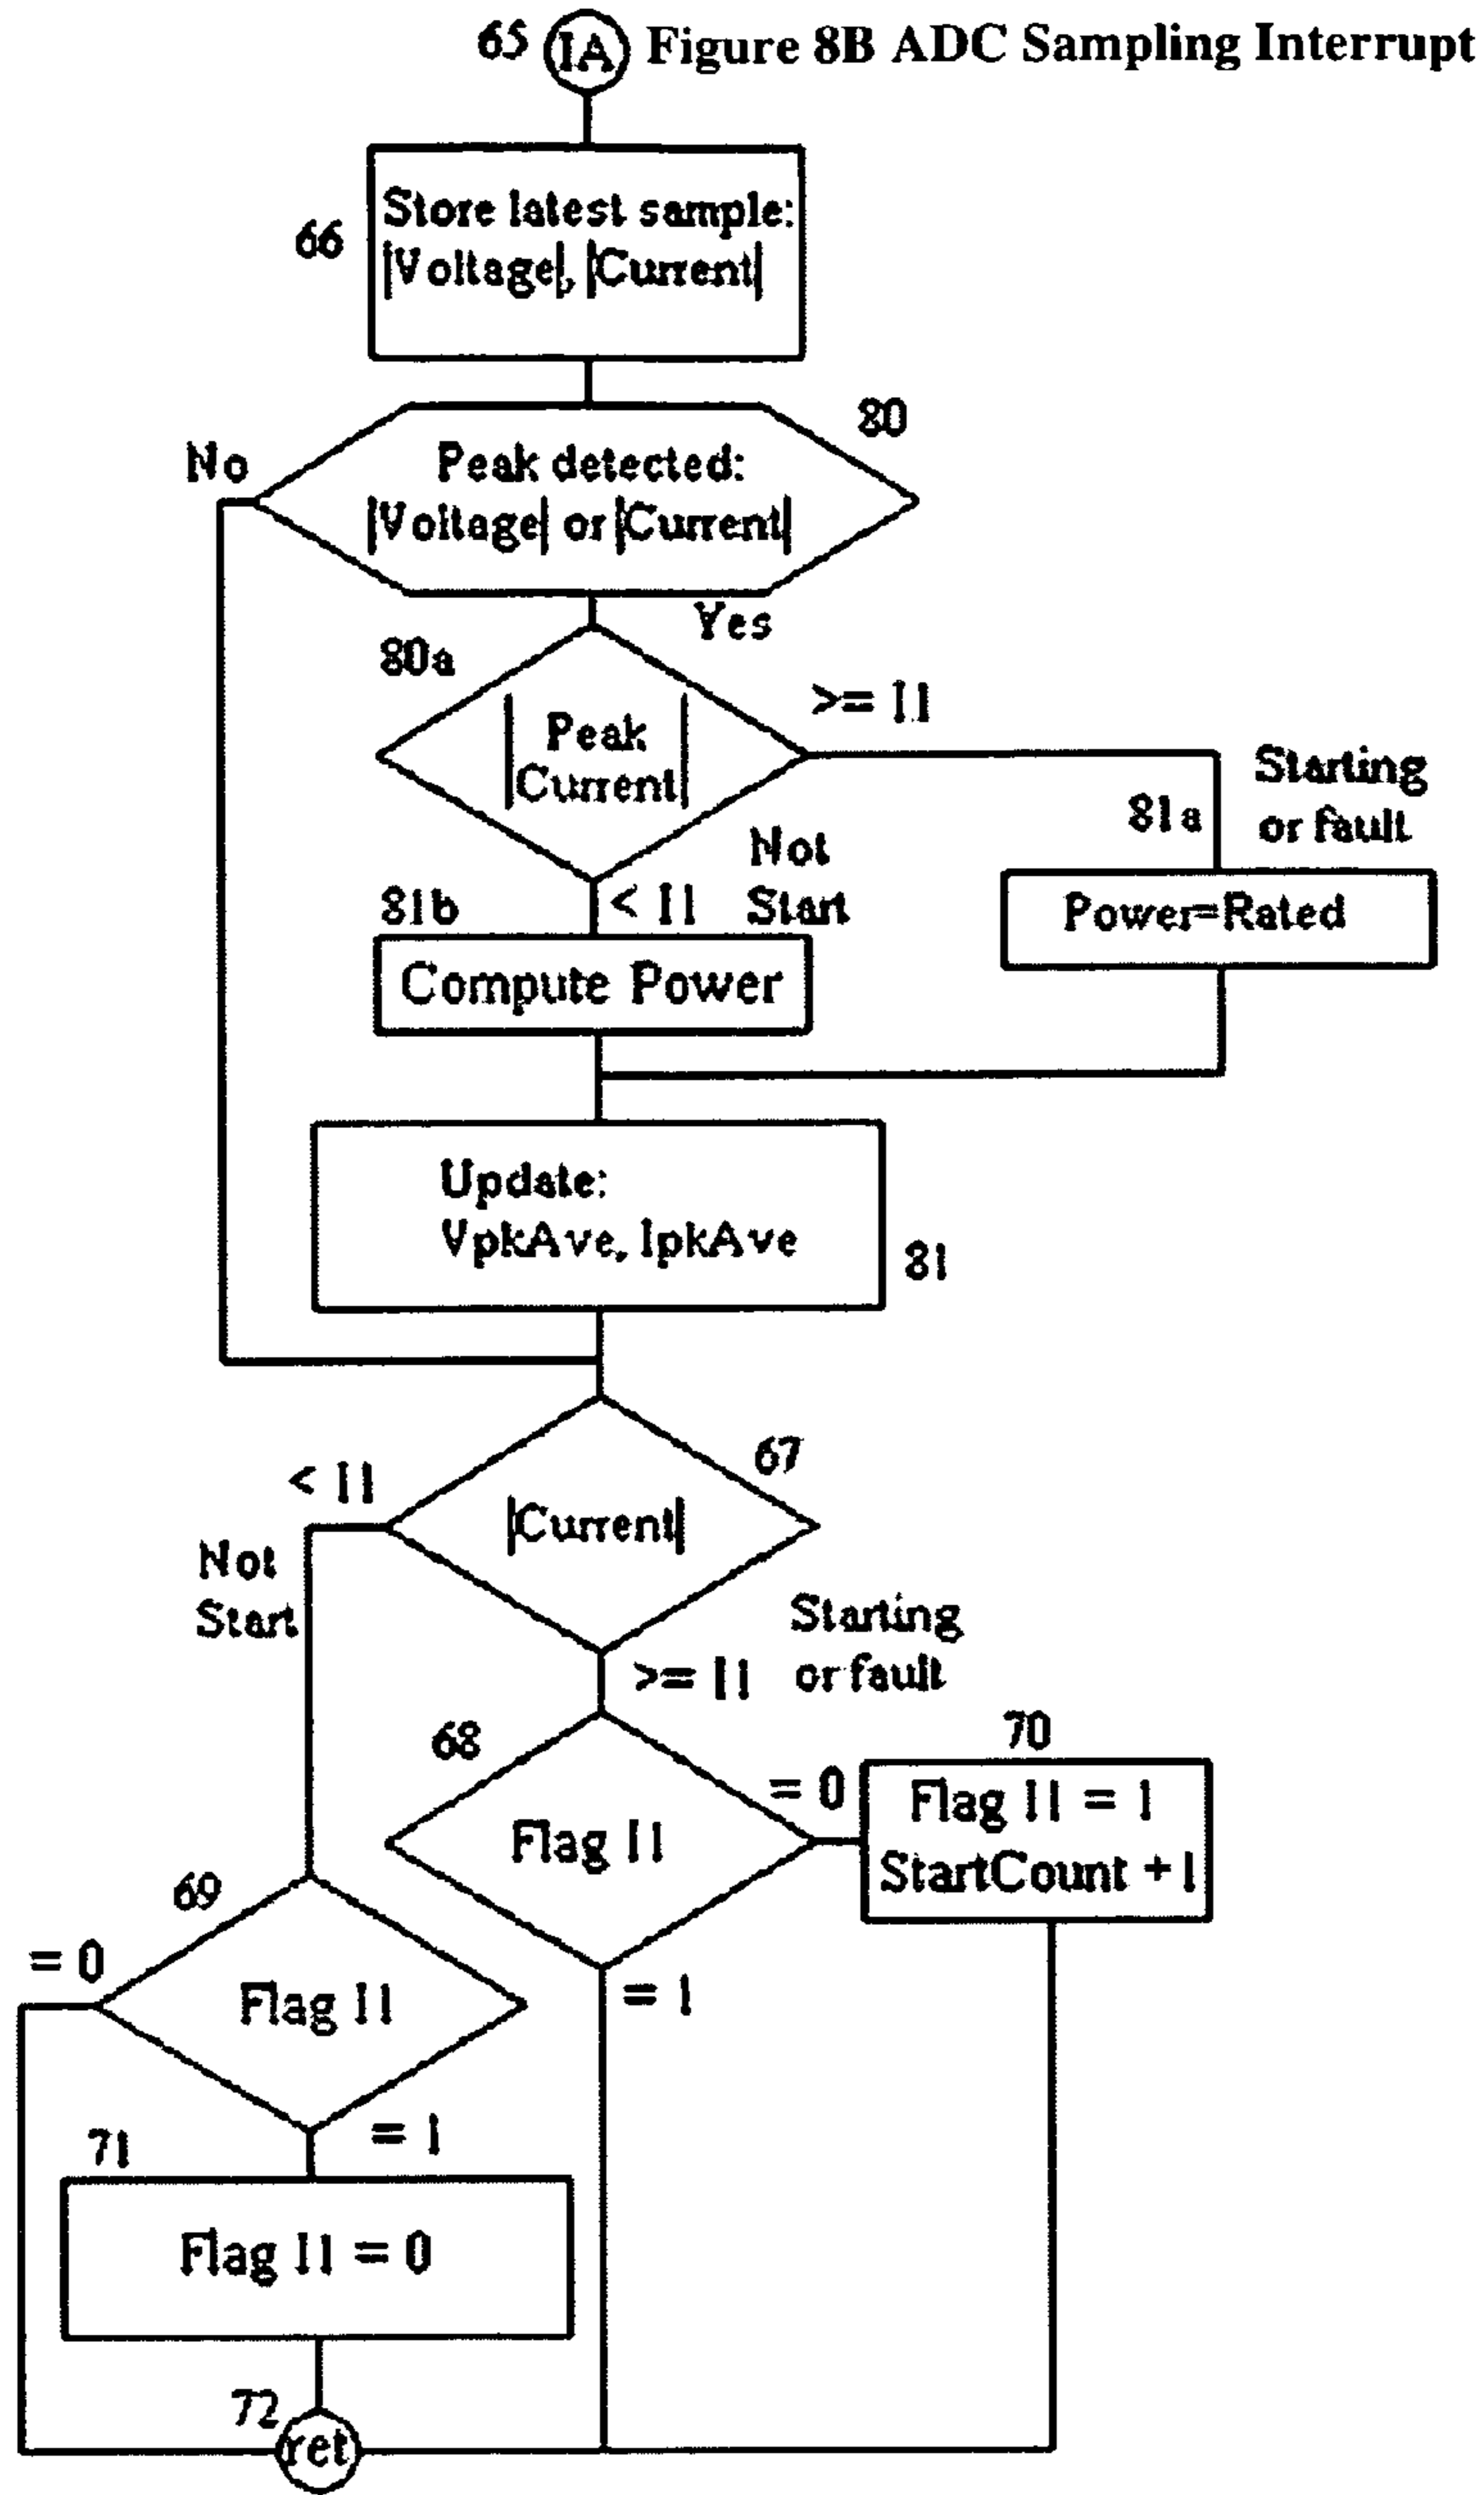 65 IA Figure 8B ADC Sampling Interrupt
66
Store latest sample:
|Voltage|, |Current|
80
No
Peak detected:
|Voltage| or |Current|
Yes
80a
>= I1
Peak
Current
Starting
or fault
81a
Not
Start
81b
< I1
Power=Rated
Compute Power
Update:
VpkAve, IpkAve
81
67
< I1
|Current|
Not
Start
Starting
or fault
>= I1
68
70
= 0
Flag I1 = 1
StartCount +1
Flag I1
69
= 0
= 1
Flag I1
71
= 1
Flag I1 = 0
72
ret